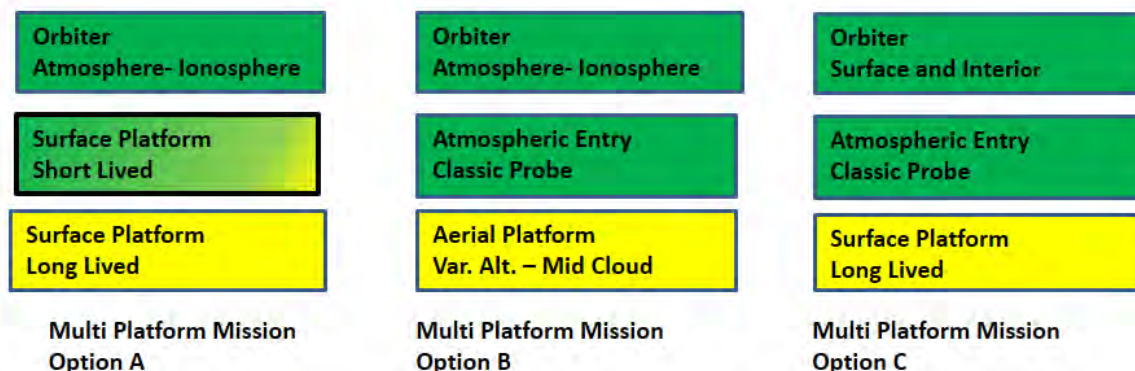 Orbiter
Atmosphere- Ionosphere
Surface Platform
Short Lived
Surface Platform
Long Lived
Multi Platform Mission
Option A
Orbiter
Atmosphere- Ionosphere
Atmospheric Entry
Classic Probe
Aerial Platform
Var. Alt. – Mid Cloud
Multi Platform Mission
Option B
Orbiter
Surface and Interior
Atmospheric Entry
Classic Probe
Surface Platform
Long Lived
Multi Platform Mission
Option C